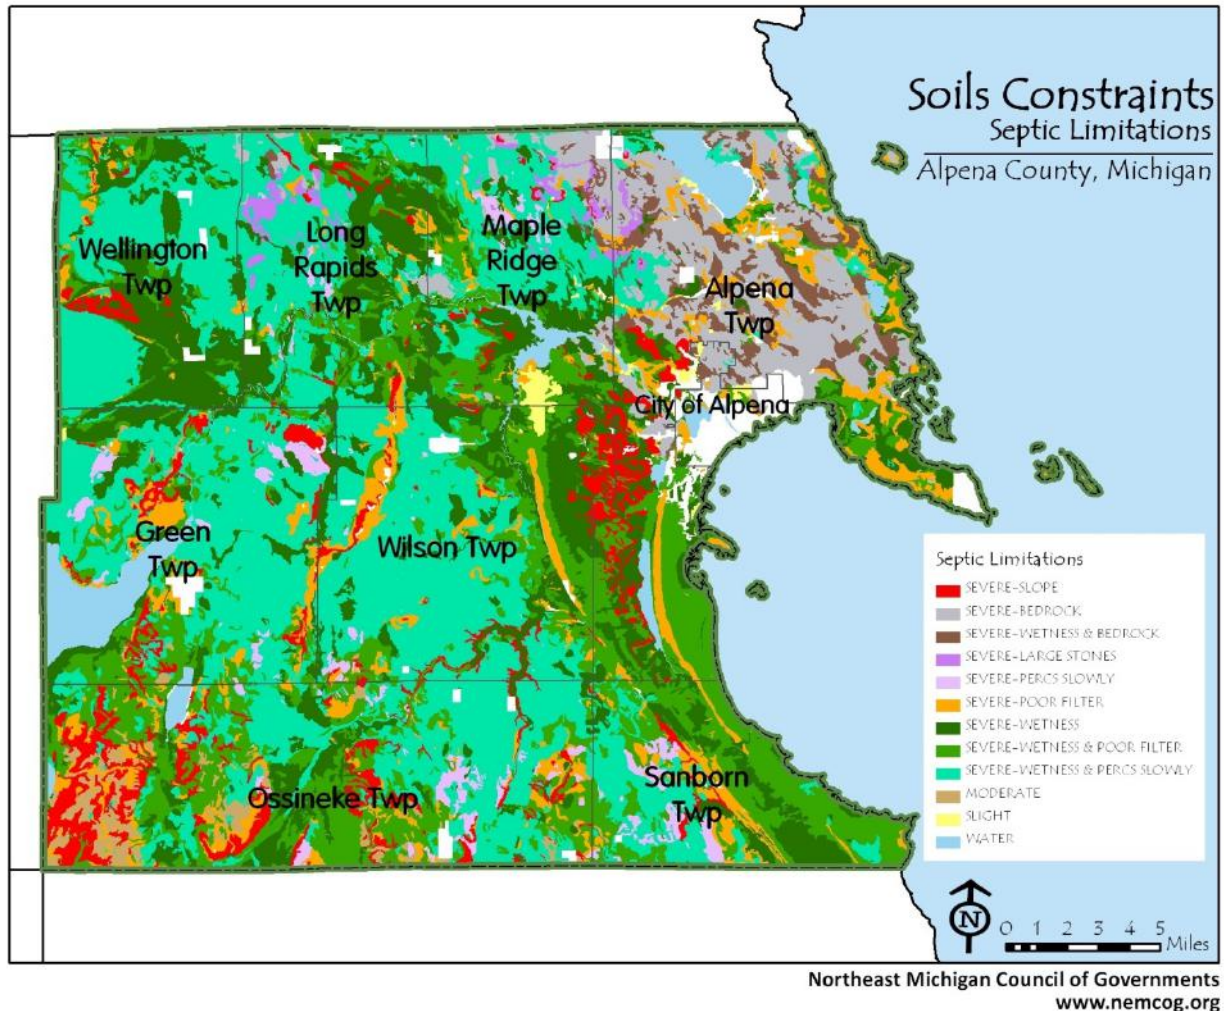 Soils Constraints
Septic Limitations
Alpena County, Michigan
Wellington
Twp
Long
Rapids
Twp
Maple
Ridge
Twp
Alpena
Twp
City of Alpena
Green
Twp
Wilson Twp
Ossineke Twp
Sanborn
Twp
Septic Limitations
SEVERE-SLOPE
SEVERE-BEDROCK
SEVERE-WETNESS & BEDROCK
SEVERE-LARGE STONES
SEVERE-PERCS SLOWLY
SEVERE-POOR FILTER
SEVERE-WETNESS
SEVERE-WETNESS & POOR FILTER
SEVERE-WETNESS & PERCS SLOWLY
MODERATE
SLIGHT
WATER
N
0 1 2 3 4 5
Miles
Northeast Michigan Council of Governments
www.nemcog.org